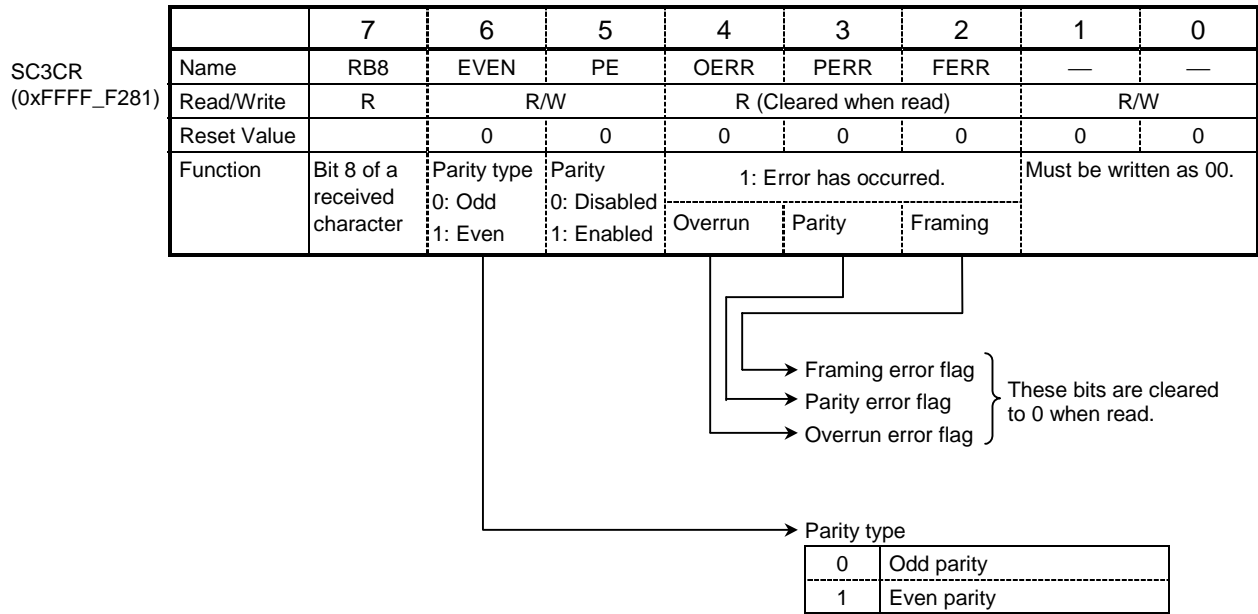 7 6 5 4 3 2 1 0
SC3CR
(0xFFFF_F281)
Name RB8 EVEN PE OERR PERR FERR — —
Read/Write R R/W R (Cleared when read) R/W
Reset Value 0 0 0 0 0 0 0
Function Bit 8 of a received character
Parity type
0: Odd
1: Even
Parity
0: Disabled
1: Enabled
1: Error has occurred.
Overrun Parity Framing
Must be written as 00.
Framing error flag
Parity error flag
Overrun error flag
These bits are cleared
to 0 when read.
Parity type
0 Odd parity
1 Even parity